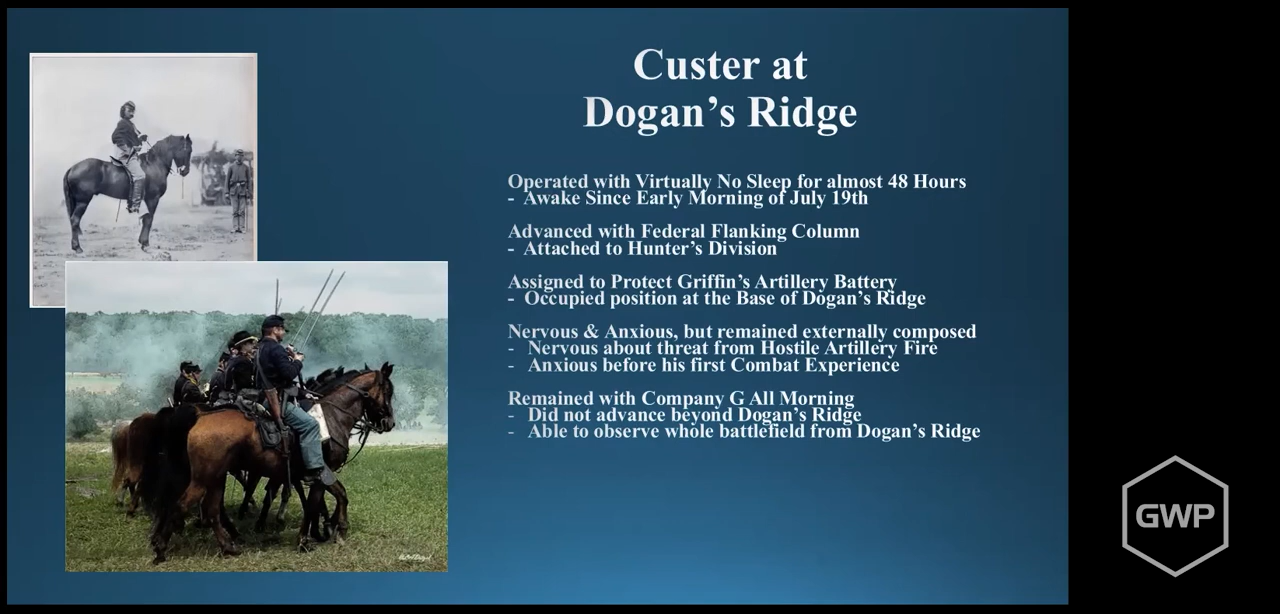 Custer at
Dogan's Ridge
Operated with Virtually No Sleep for almost 48 Hours
- Awake Since Early Morning of July 19th
Advanced with Federal Flanking Column
- Attached to Hunter's Division
Assigned to Protect Griffin's Artillery Battery
- Occupied position at the Base of Dogan's Ridge
Nervous & Anxious, but remained externally composed
- Nervous about threat from Hostile Artillery Fire
- Anxious before his first Combat Experience
Remained with Company G All Morning
- Did not advance beyond Dogan's Ridge
- Able to observe whole battlefield from Dogan's Ridge
GWP